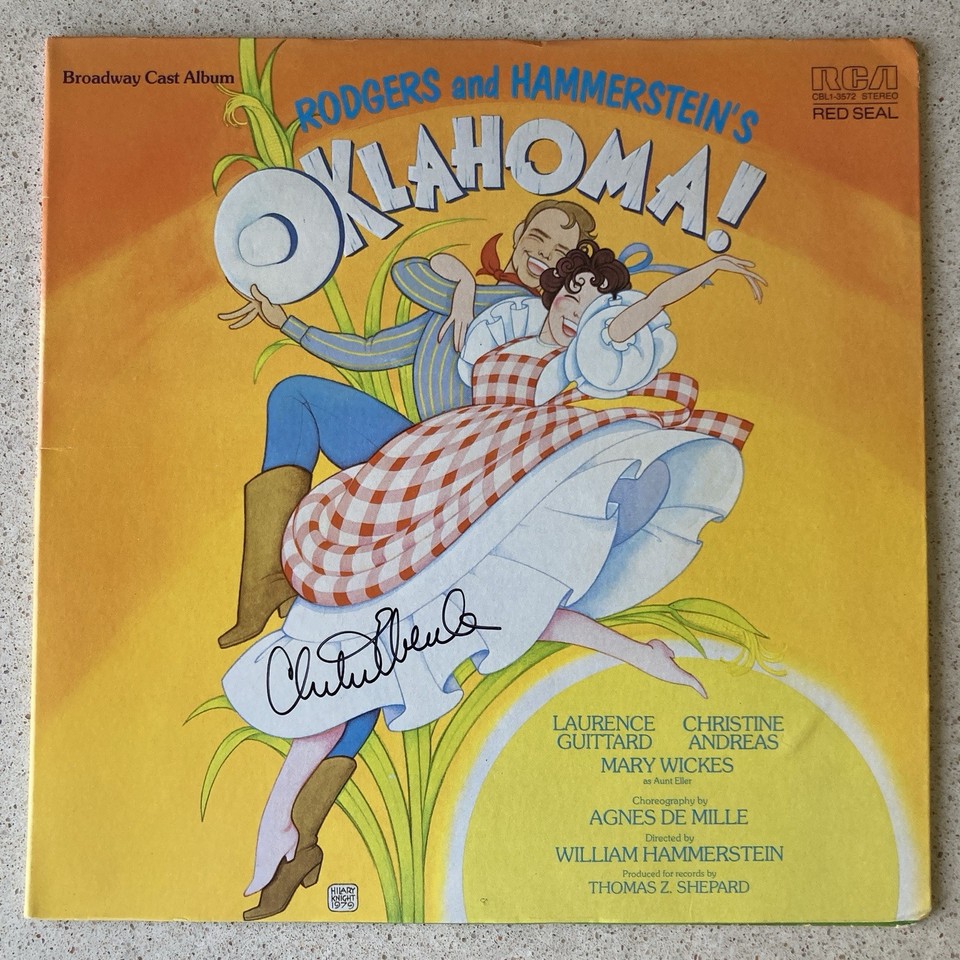 Broadway Cast Album
RODGERS and HAMMERSTEIN'S
OKLAHOMA!
RCA
CBL1-3572 STEREO
RED SEAL
LAURENCE GUITTARD
CHRISTINE ANDREAS
MARY WICKES
as Aunt Eller
Choreography by
AGNES DE MILLE
Directed by
WILLIAM HAMMERSTEIN
Produced for records by
THOMAS Z. SHEPARD
HILARY
KNIGHT
1979